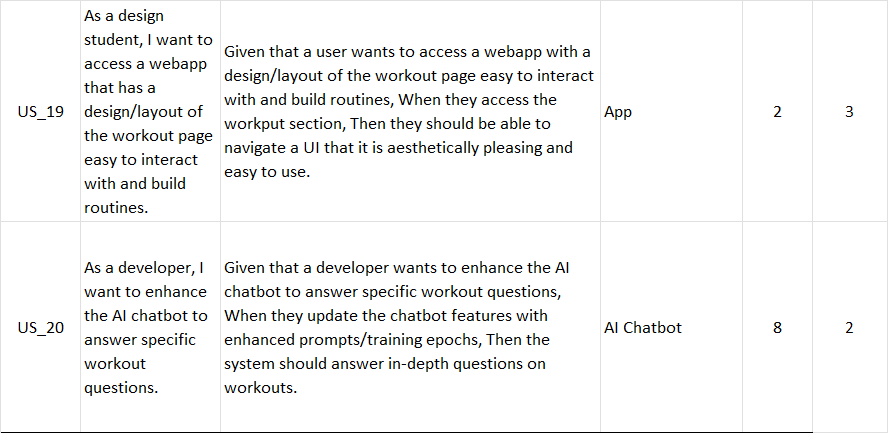 US_19
As a design
student, I want to
access a webapp
that has a
design/layout of
the workout page
easy to interact
with and build
routines.
Given that a user wants to access a webapp with a
design/layout of the workout page easy to interact
with and build routines, When they access the
workput section, Then they should be able to
navigate a UI that it is aesthetically pleasing and
easy to use.
App
2
3
US_20
As a developer, I
want to enhance
the AI chatbot to
answer specific
workout
questions.
Given that a developer wants to enhance the AI
chatbot to answer specific workout questions,
When they update the chatbot features with
enhanced prompts/training epochs, Then the
system should answer in-depth questions on
workouts.
AI Chatbot
8
2